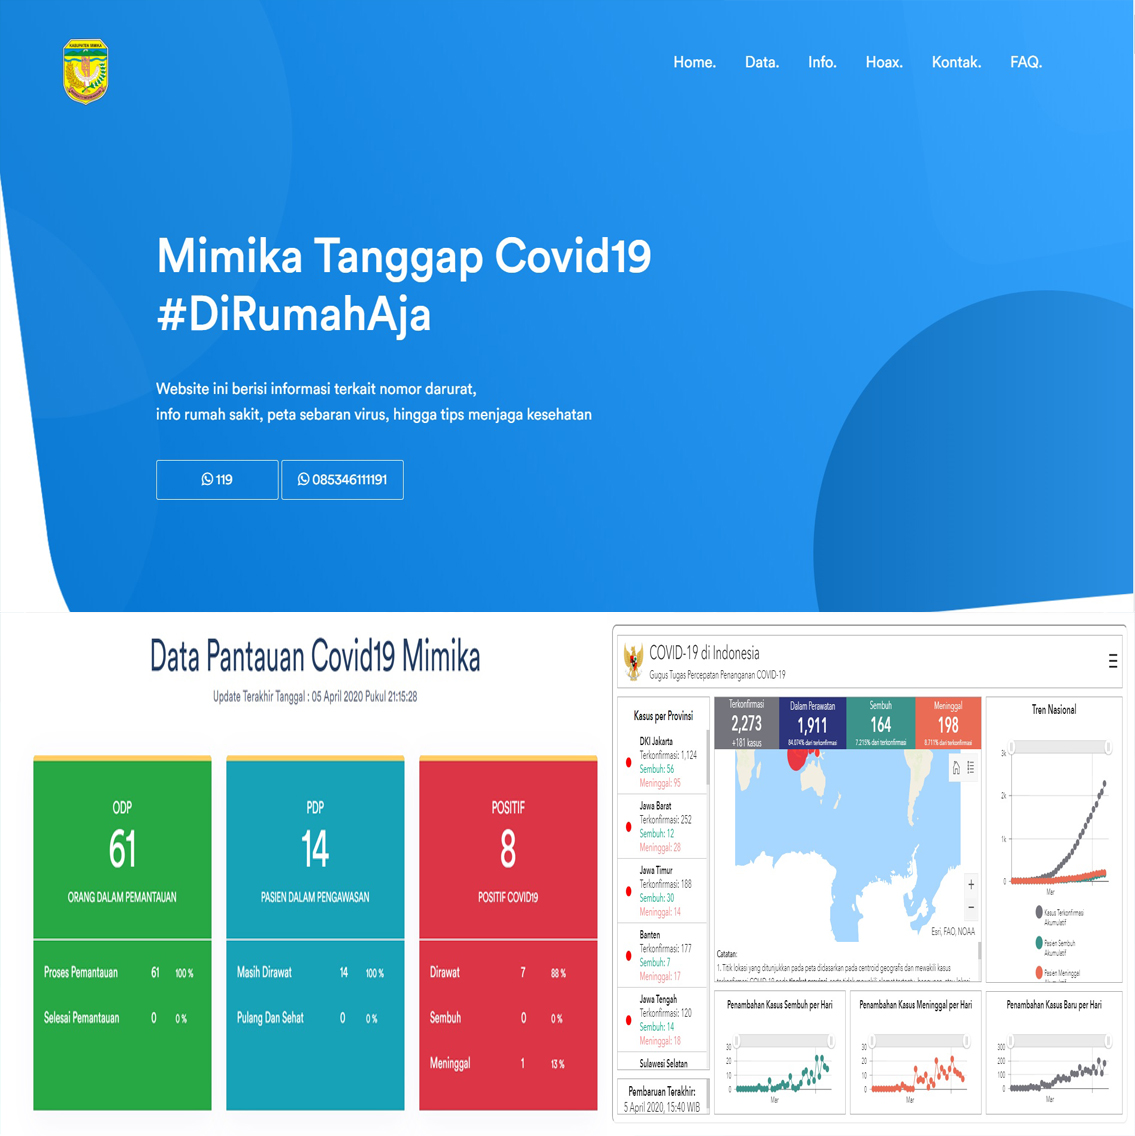 KABUPATEN MIMIKA
Home. Data. Info. Hoax. Kontak. FAQ.
Mimika Tanggap Covid19
#DiRumahAja
Website ini berisi informasi terkait nomor darurat,
info rumah sakit, peta sebaran virus, hingga tips menjaga kesehatan
119
085346111191
Data Pantauan Covid19 Mimika
Update Terakhir Tanggal : 05 April 2020 Pukul 21:15:28
ODP
61
ORANG DALAM PEMANTAUAN
Proses Pemantauan 61 100 %
Selesai Pemantauan 0 0 %
PDP
14
PASIEN DALAM PENGAWASAN
Masih Dirawat 14 100 %
Pulang Dan Sehat 0 0 %
POSITIF
8
POSITIF COVID19
Dirawat 7 88 %
Sembuh 0 0 %
Meninggal 1 13 %
COVID-19 di Indonesia
Gugus Tugas Percepatan Penanganan COVID-19
Kasus per Provinsi
DKI Jakarta
Terkonfirmasi: 1,124
Sembuh: 56
Meninggal: 95
Jawa Barat
Terkonfirmasi: 252
Sembuh: 12
Meninggal: 28
Jawa Timur
Terkonfirmasi: 188
Sembuh: 30
Meninggal: 14
Banten
Terkonfirmasi: 177
Sembuh: 7
Meninggal: 17
Jawa Tengah
Terkonfirmasi: 120
Sembuh: 14
Meninggal: 18
Sulawesi Selatan
Pembaruan Terakhir:
5 April 2020, 15:40 WIB
Terkonfirmasi
2,273
+181 kasus
Dalam Perawatan
1,911
84.074% dari terkonfirmasi
Sembuh
164
7.215% dari terkonfirmasi
Meninggal
198
8.711% dari terkonfirmasi
+
−
Esri, FAO, NOAA
Catatan:
1. Titik lokasi yang ditunjukkan pada peta didasarkan pada centroid geografis dan mewakili kasus
Tren Nasional
3k
2k
1k
0
Mar
Kasus Terkonfirmasi
Akumulatif
Pasien Sembuh
Akumulatif
Pasien Meninggal
Akumulatif
Penambahan Kasus Sembuh per Hari
30
20
10
0
Mar
Penambahan Kasus Meninggal per Hari
30
20
10
0
Mar
Penambahan Kasus Baru per Hari
300
200
100
0
Mar